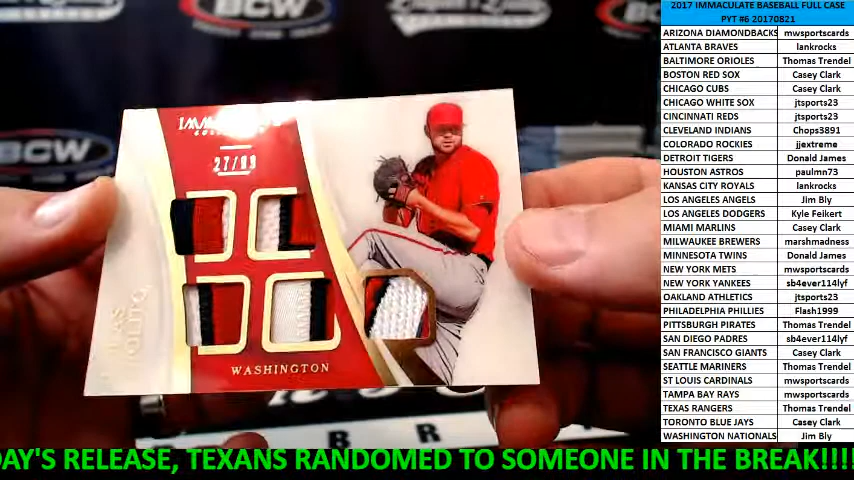 2017 IMMACULATE BASEBALL FULL CASE
PYT #6 20170821
ARIZONA DIAMONDBACKS mwsportscards
ATLANTA BRAVES lankrocks
BALTIMORE ORIOLES Thomas Trendel
BOSTON RED SOX Casey Clark
CHICAGO CUBS Casey Clark
CHICAGO WHITE SOX jtsports23
CINCINNATI REDS jtsports23
CLEVELAND INDIANS Chops3891
COLORADO ROCKIES jjextreme
DETROIT TIGERS Donald James
HOUSTON ASTROS paulmn73
KANSAS CITY ROYALS lankrocks
LOS ANGELES ANGELS Jim Bly
LOS ANGELES DODGERS Kyle Feikert
MIAMI MARLINS Casey Clark
MILWAUKEE BREWERS marshmadness
MINNESOTA TWINS Donald James
NEW YORK METS mwsportscards
NEW YORK YANKEES sb4ever114lyf
OAKLAND ATHLETICS jtsports23
PHILADELPHIA PHILLIES Flash1999
PITTSBURGH PIRATES Thomas Trendel
SAN DIEGO PADRES sb4ever114lyf
SAN FRANCISCO GIANTS Casey Clark
SEATTLE MARINERS Thomas Trendel
ST LOUIS CARDINALS mwsportscards
TAMPA BAY RAYS mwsportscards
TEXAS RANGERS Thomas Trendel
TORONTO BLUE JAYS Casey Clark
WASHINGTON NATIONALS Jim Bly
BCW
BCW
WASHINGTON
B R
AY'S RELEASE, TEXANS RANDOMED TO SOMEONE IN THE BREAK!!!!